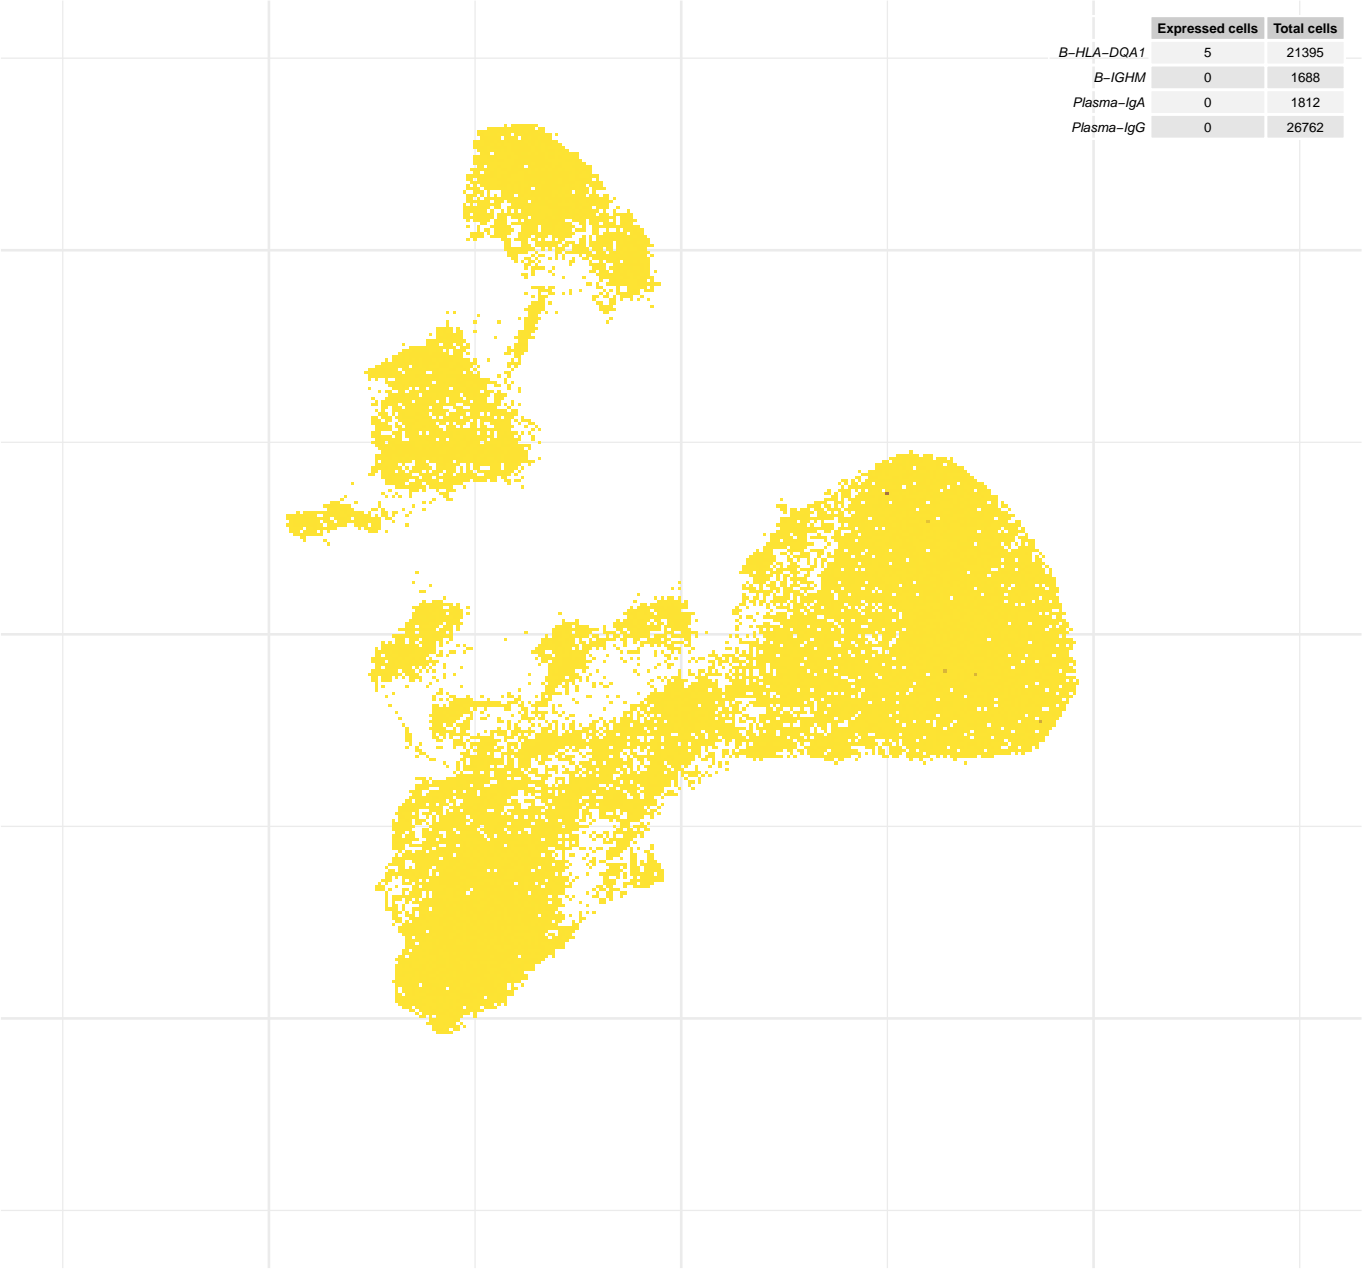 Expressed cells Total cells
B−HLA−DQA1 5 21395
B−IGHM 0 1688
Plasma−IgA 0 1812
Plasma−IgG 0 26762